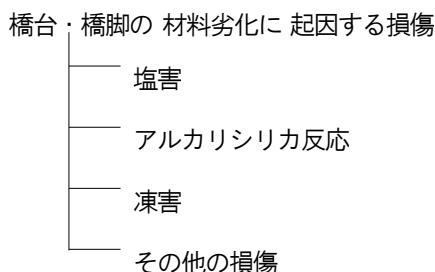 橋台・橋脚の 材料劣化に 起因する損傷
塩害
アルカリシリカ反応
凍害
その他の損傷